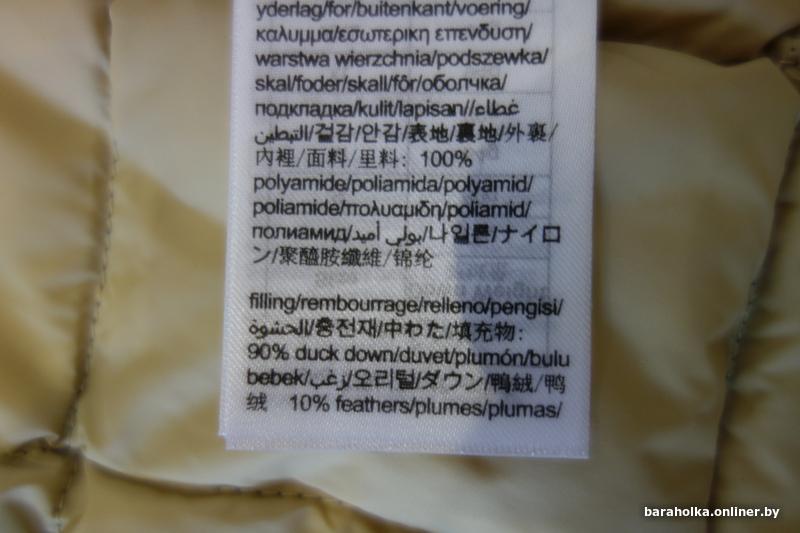 yderlag/for/buitenkant/voering/
καλυμμα/εσωτερικη επενδυση/
warstwa wierzchnia/podszewka/
skal/foder/skall/fôr/оболчка/
подкладка/kulit/lapisan//غطاء
التبطين/겉감/안감/表地/裏地/外裏/
內裡/面料/里料: 100%
polyamide/poliamida/polyamid/
poliamide/πολυαμιδη/poliamid/
полиамид/بولي أميد/나일론/ナイロ
ン/聚醯胺纖維/锦纶
filling/rembourrage/relleno/pengisi/
الحشوة/충전재/中わた/填充物:
90% duck down/duvet/plumón/bulu
bebek/زغب/오리털/ダウン/鴨絨/鸭
绒 10% feathers/plumes/plumas/
baraholka.onliner.by